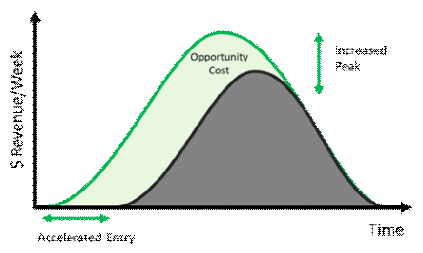 Opportunity
Cost
Increased
Peak
$ Revenue/Week
Time
Accelerated Entry